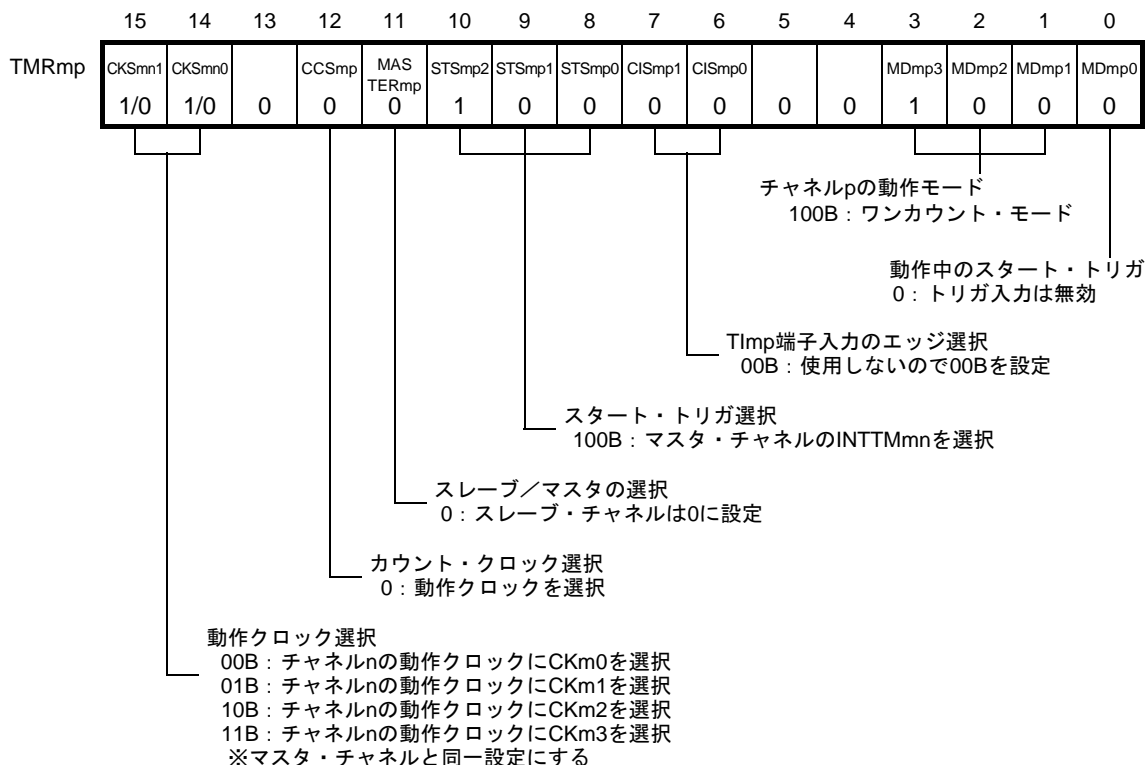 15 14 13 12 11 10 9 8 7 6 5 4 3 2 1 0
TMRmp
CKSmn1 CKSmn0 CCSmp MAS TERmp STSmp2 STSmp1 STSmp0 CISmp1 CISmp0 MDmp3 MDmp2 MDmp1 MDmp0
1/0 1/0 0 0 0 1 0 0 0 0 0 0 1 0 0 0
チャネルpの動作モード
100B：ワンカウント・モード
動作中のスタート・トリガ
0：トリガ入力は無効
TImp端子入力のエッジ選択
00B：使用しないので00Bを設定
スタート・トリガ選択
100B：マスタ・チャネルのINTTMmnを選択
スレーブ／マスタの選択
0：スレーブ・チャネルは0に設定
カウント・クロック選択
0：動作クロックを選択
動作クロック選択
00B：チャネルnの動作クロックにCKm0を選択
01B：チャネルnの動作クロックにCKm1を選択
10B：チャネルnの動作クロックにCKm2を選択
11B：チャネルnの動作クロックにCKm3を選択
※マスタ・チャネルと同一設定にする